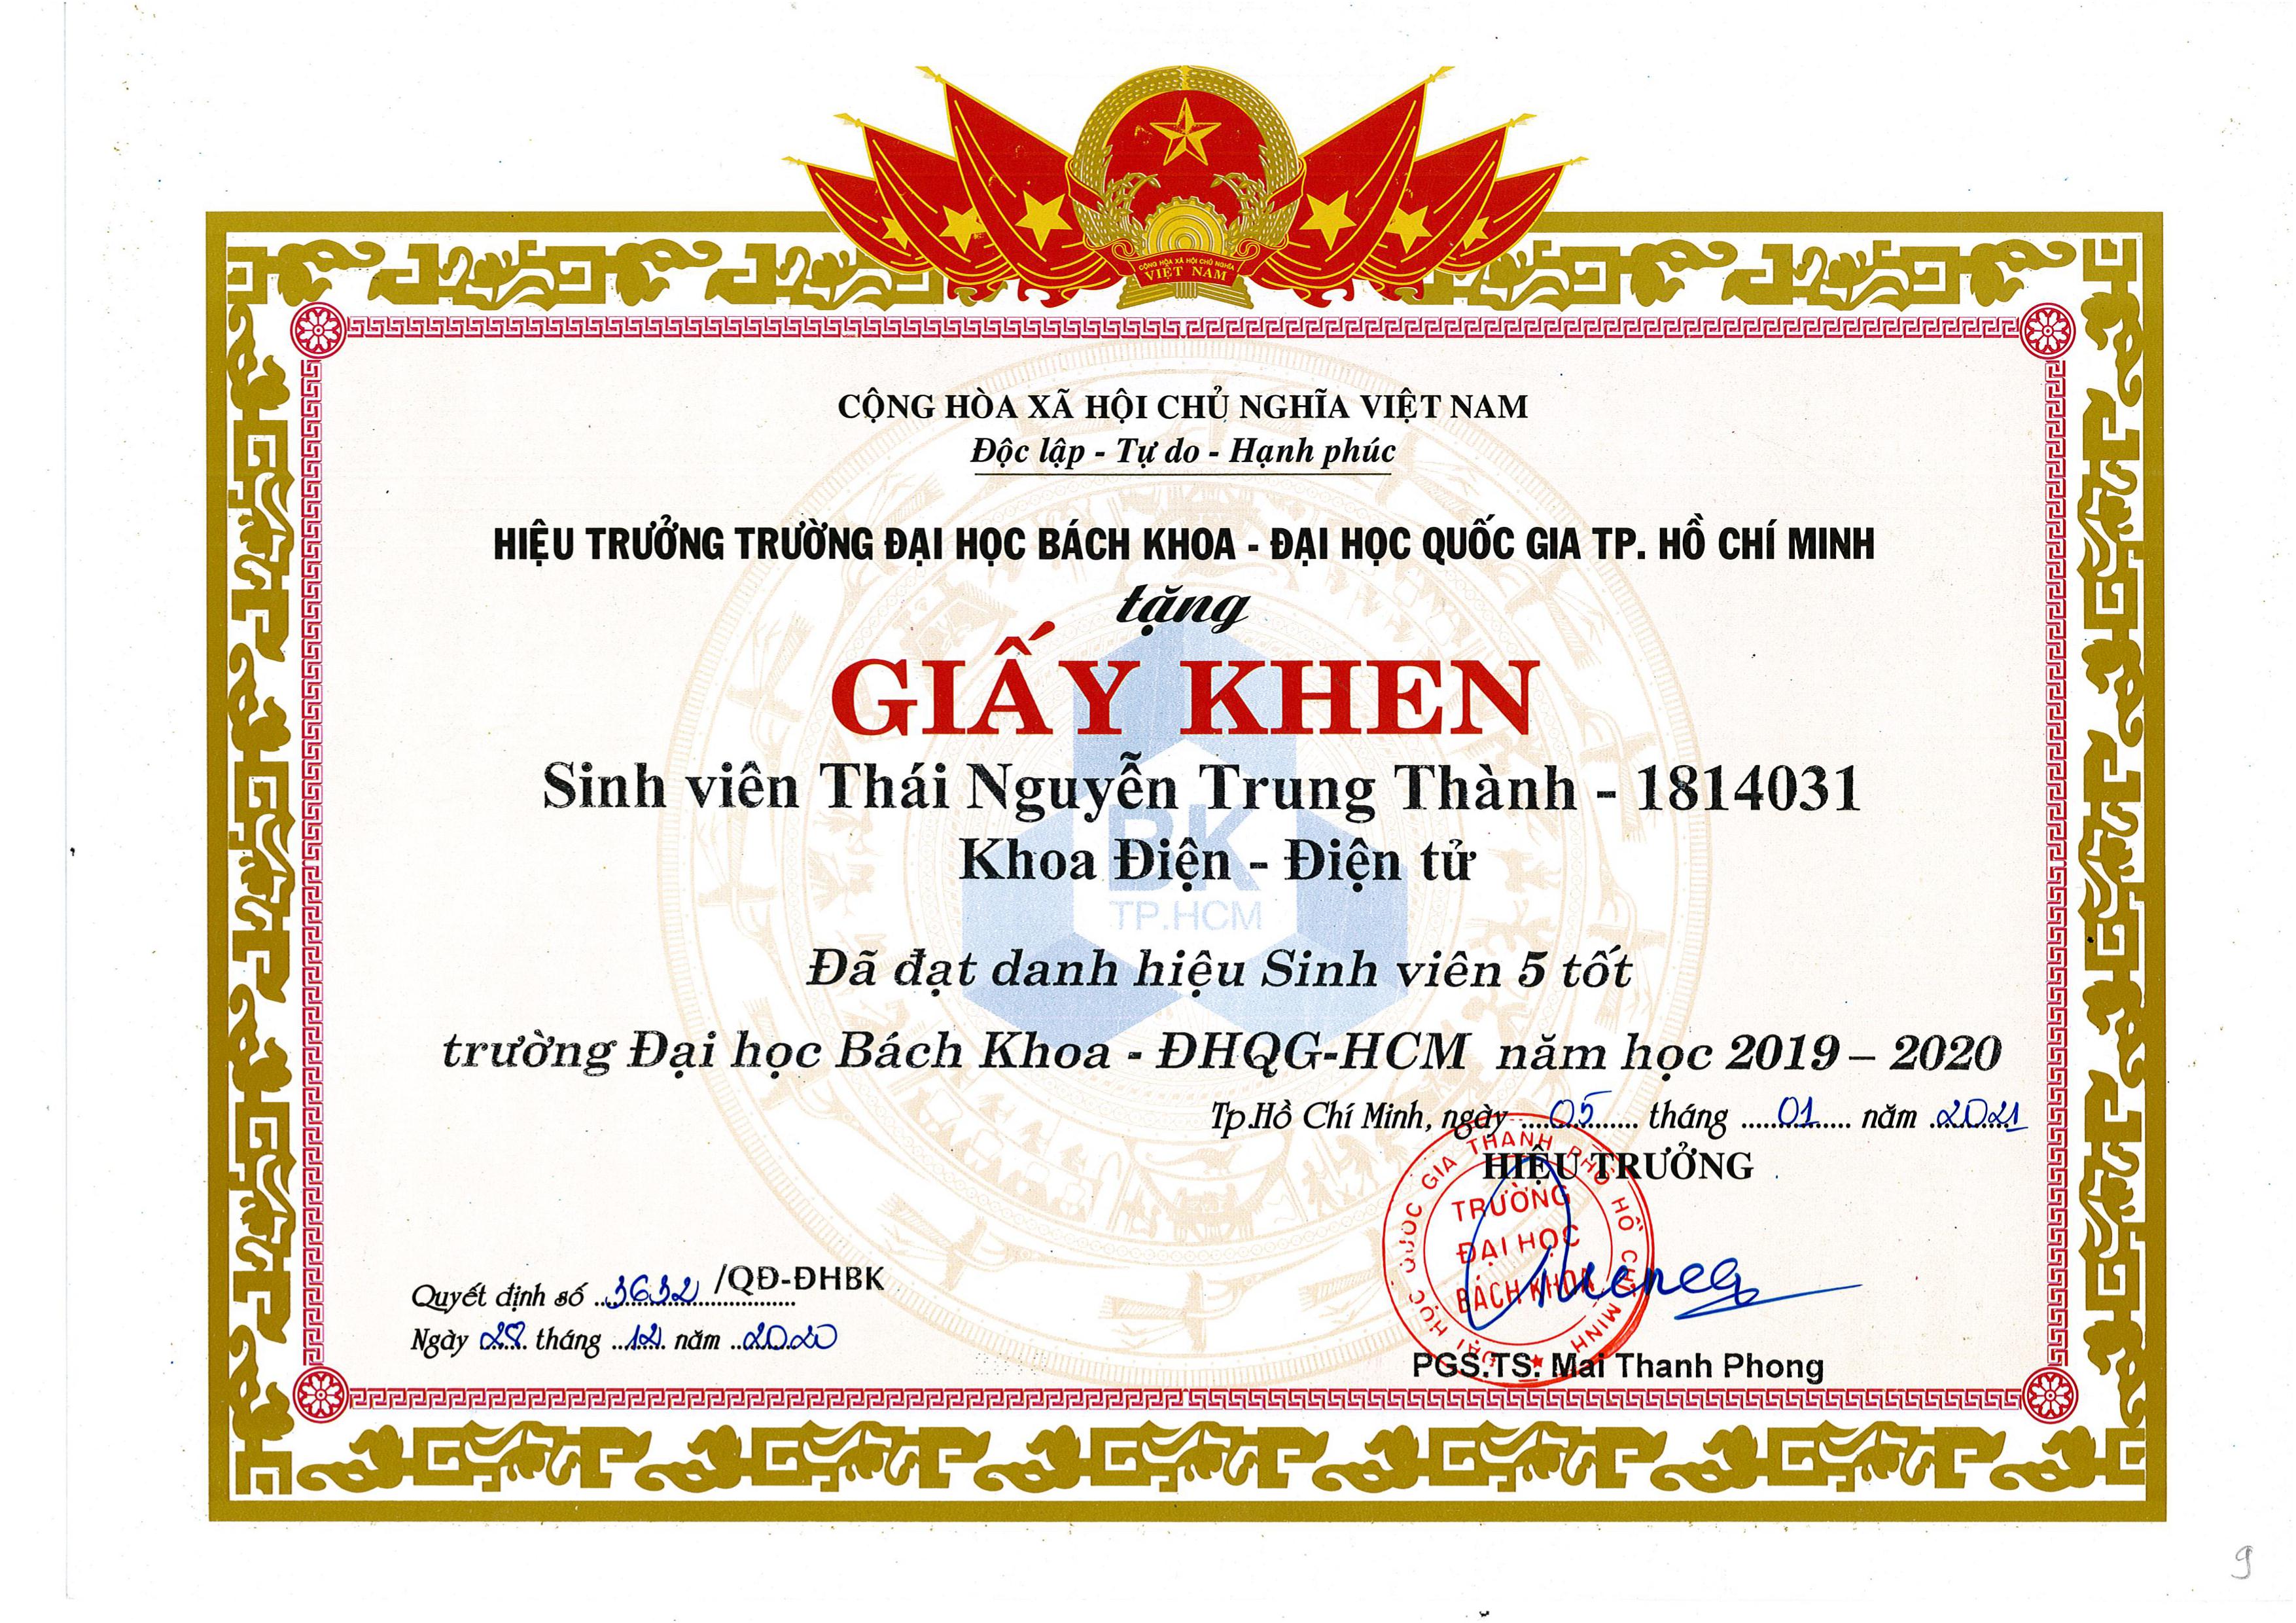 CỘNG HÒA XÃ HỘI CHỦ NGHĨA
VIỆT NAM
CỘNG HÒA XÃ HỘI CHỦ NGHĨA VIỆT NAM
Độc lập - Tự do - Hạnh phúc
HIỆU TRƯỞNG TRƯỜNG ĐẠI HỌC BÁCH KHOA - ĐẠI HỌC QUỐC GIA TP. HỒ CHÍ MINH
tặng
GIẤY KHEN
Sinh viên Thái Nguyễn Trung Thành - 1814031
BK
Khoa Điện - Điện tử
TP.HCM
Đã đạt danh hiệu Sinh viên 5 tốt
trường Đại học Bách Khoa - ĐHQG-HCM năm học 2019 – 2020
Tp.Hồ Chí Minh, ngày 05 tháng 01 năm 2021
HIỆU TRƯỞNG
ĐẠI HỌC QUỐC GIA THÀNH PHỐ HỒ CHÍ MINH
TRƯỜNG
ĐẠI HỌC
BÁCH KHOA
Quyết định số 3632 /QĐ-ĐHBK
Ngày 28 tháng 12 năm 2020
PGS.TS. Mai Thanh Phong
9